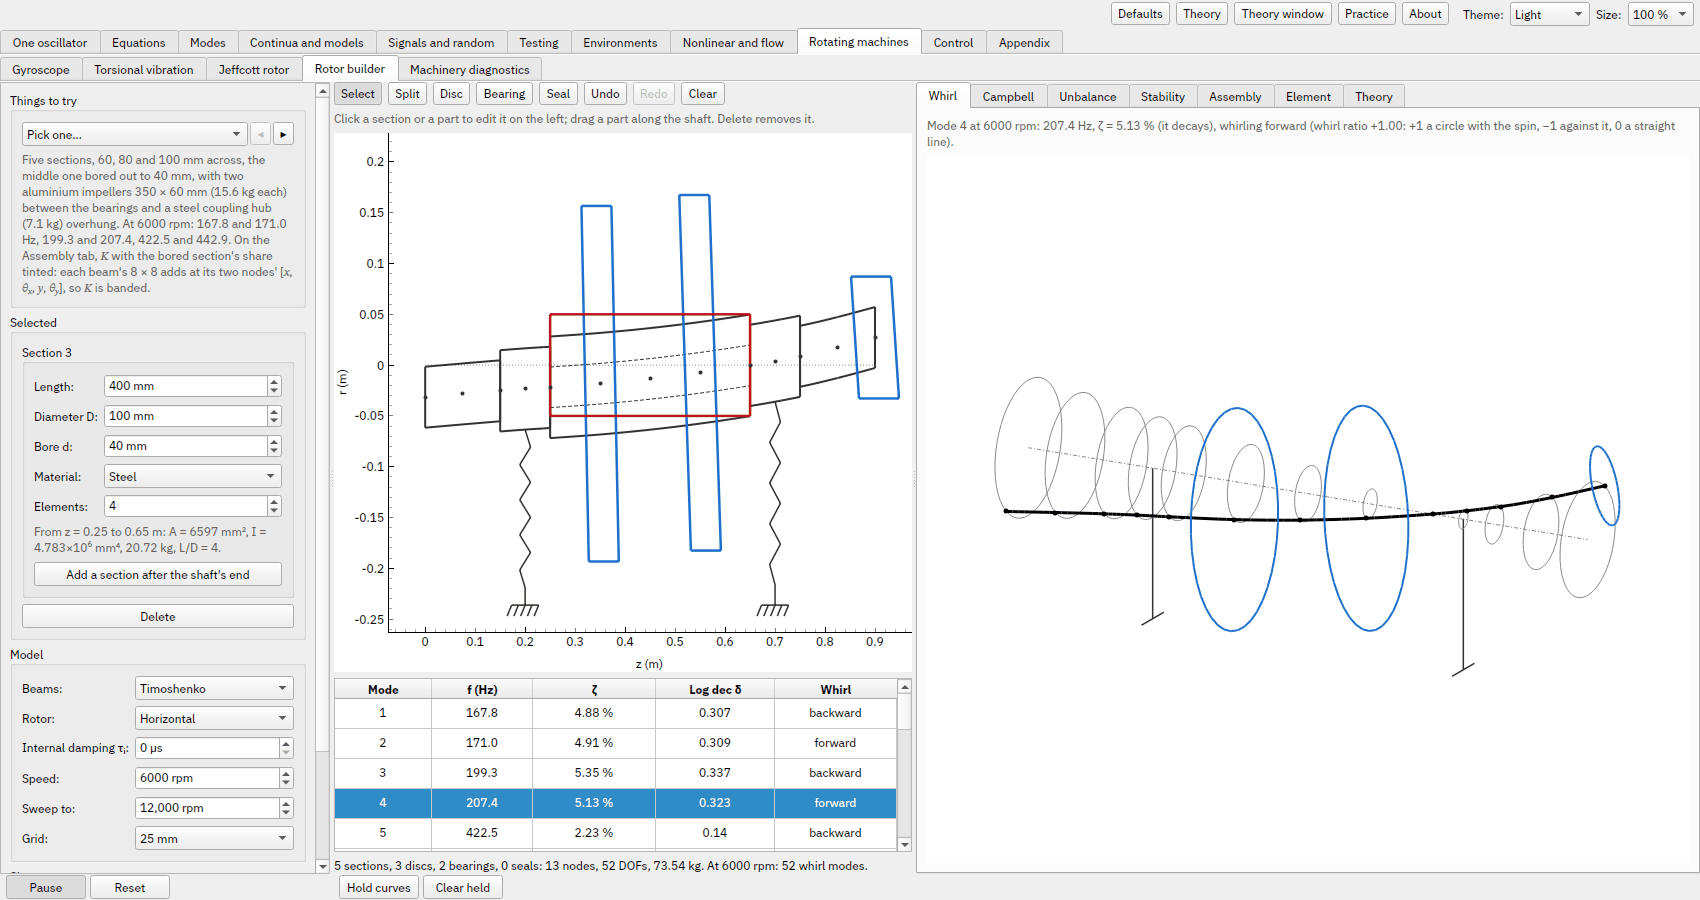 Defaults Theory Theory window Practice About Theme: Light Size: 100 %
One oscillator Equations Modes Continua and models Signals and random Testing Environments Nonlinear and flow Rotating machines Control Appendix
Gyroscope Torsional vibration Jeffcott rotor Rotor builder Machinery diagnostics
Things to try
Pick one...
Five sections, 60, 80 and 100 mm across, the
middle one bored out to 40 mm, with two
aluminium impellers 350 × 60 mm (15.6 kg each)
between the bearings and a steel coupling hub
(7.1 kg) overhung. At 6000 rpm: 167.8 and 171.0
Hz, 199.3 and 207.4, 422.5 and 442.9. On the
Assembly tab, K with the bored section's share
tinted: each beam's 8 × 8 adds at its two nodes' [x,
θx, y, θy], so K is banded.
Selected
Section 3
Length: 400 mm
Diameter D: 100 mm
Bore d: 40 mm
Material: Steel
Elements: 4
From z = 0.25 to 0.65 m: A = 6597 mm², I =
4.783×10⁶ mm⁴, 20.72 kg, L/D = 4.
Add a section after the shaft's end
Delete
Model
Beams: Timoshenko
Rotor: Horizontal
Internal damping τi: 0 µs
Speed: 6000 rpm
Sweep to: 12,000 rpm
Grid: 25 mm
Pause Reset
Select Split Disc Bearing Seal Undo Redo Clear
Click a section or a part to edit it on the left; drag a part along the shaft. Delete removes it.
0.2
0.15
0.1
0.05
0
-0.05
-0.1
-0.15
-0.2
-0.25
r (m)
0 0.1 0.2 0.3 0.4 0.5 0.6 0.7 0.8 0.9
z (m)
Mode f (Hz) ζ Log dec δ Whirl
1 167.8 4.88 % 0.307 backward
2 171.0 4.91 % 0.309 forward
3 199.3 5.35 % 0.337 backward
4 207.4 5.13 % 0.323 forward
5 422.5 2.23 % 0.14 backward
5 sections, 3 discs, 2 bearings, 0 seals: 13 nodes, 52 DOFs, 73.54 kg. At 6000 rpm: 52 whirl modes.
Hold curves Clear held
Whirl Campbell Unbalance Stability Assembly Element Theory
Mode 4 at 6000 rpm: 207.4 Hz, ζ = 5.13 % (it decays), whirling forward (whirl ratio +1.00: +1 a circle with the spin, −1 against it, 0 a straight
line).